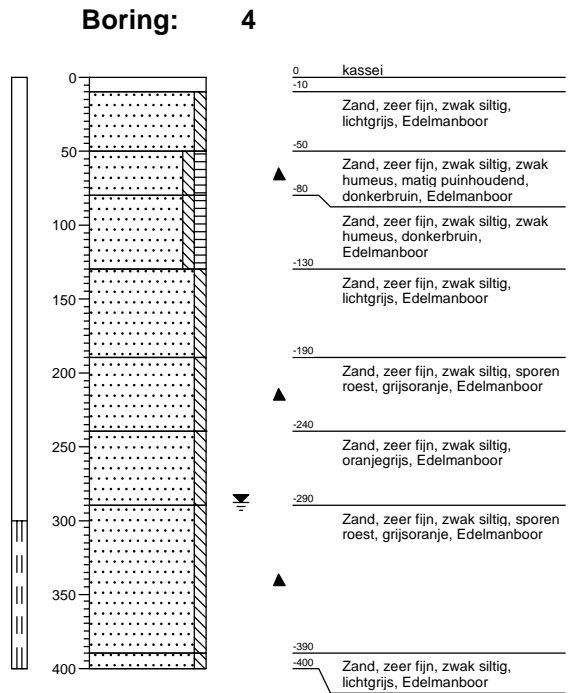 Boring: 4
0
50
100
150
200
250
300
350
400
0 kassei
-10
Zand, zeer fijn, zwak siltig,
lichtgrijs, Edelmanboor
-50
Zand, zeer fijn, zwak siltig, zwak
humeus, matig puinhoudend,
donkerbruin, Edelmanboor
-80
Zand, zeer fijn, zwak siltig, zwak
humeus, donkerbruin,
Edelmanboor
-130
Zand, zeer fijn, zwak siltig,
lichtgrijs, Edelmanboor
-190
Zand, zeer fijn, zwak siltig, sporen
roest, grijsoranje, Edelmanboor
-240
Zand, zeer fijn, zwak siltig,
oranjegrijs, Edelmanboor
-290
Zand, zeer fijn, zwak siltig, sporen
roest, grijsoranje, Edelmanboor
-390
-400
Zand, zeer fijn, zwak siltig,
lichtgrijs, Edelmanboor